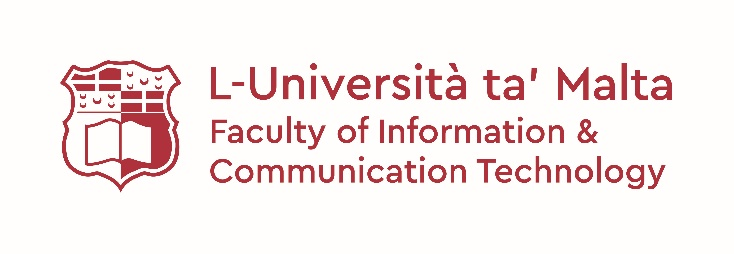 L-Università ta' Malta
Faculty of Information &
Communication Technology